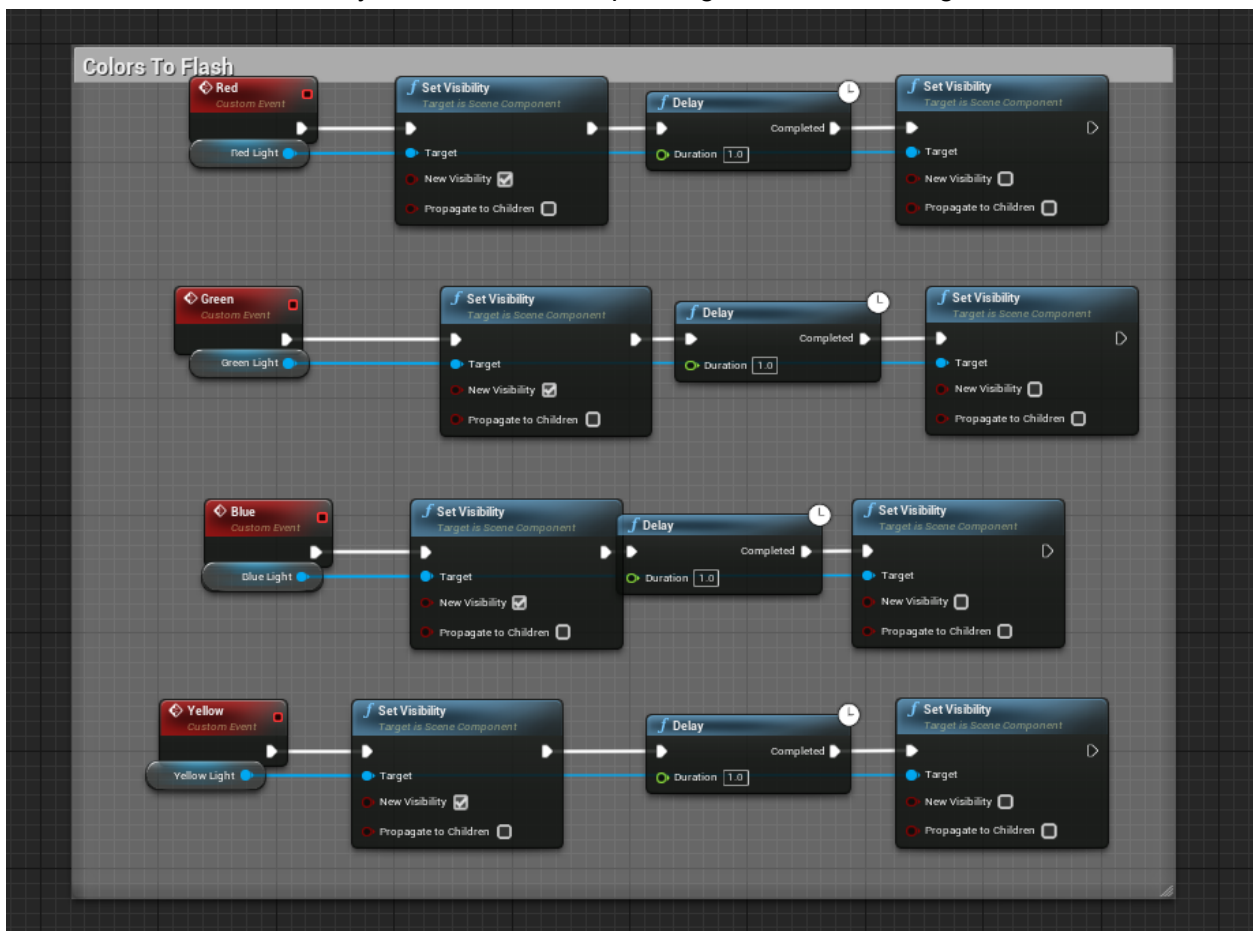 Colors To Flash
Red
Custom Event
Red Light
Set Visibility
Target is Scene Component
Target
New Visibility
Propagate to Children
Delay
Completed
Duration 1.0
Set Visibility
Target is Scene Component
Target
New Visibility
Propagate to Children
Green
Custom Event
Green Light
Set Visibility
Target is Scene Component
Target
New Visibility
Propagate to Children
Delay
Completed
Duration 1.0
Set Visibility
Target is Scene Component
Target
New Visibility
Propagate to Children
Blue
Custom Event
Blue Light
Set Visibility
Target is Scene Component
Target
New Visibility
Propagate to Children
Delay
Completed
Duration 1.0
Set Visibility
Target is Scene Component
Target
New Visibility
Propagate to Children
Yellow
Custom Event
Yellow Light
Set Visibility
Target is Scene Component
Target
New Visibility
Propagate to Children
Delay
Completed
Duration 1.0
Set Visibility
Target is Scene Component
Target
New Visibility
Propagate to Children